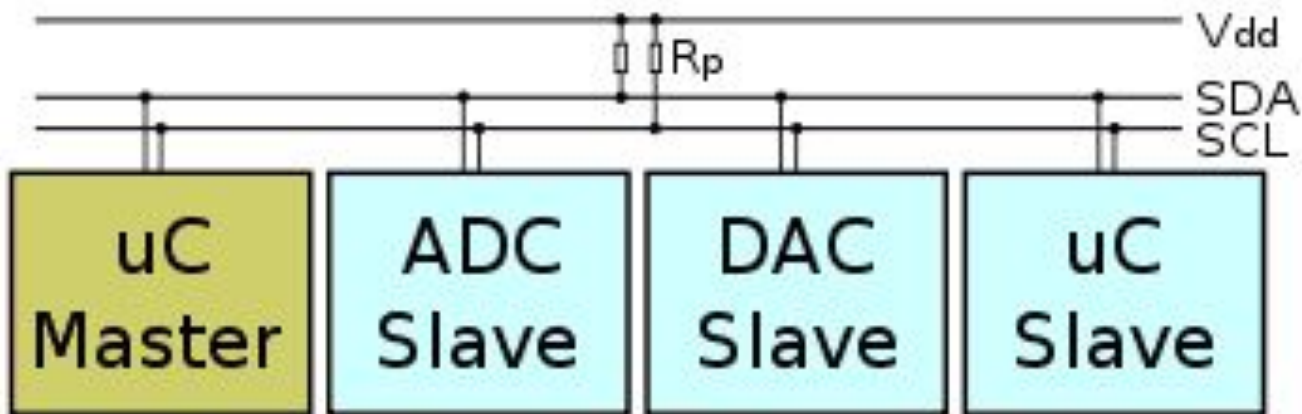 Vdd
Rp
SDA
SCL
uC
Master
ADC
Slave
DAC
Slave
uC
Slave